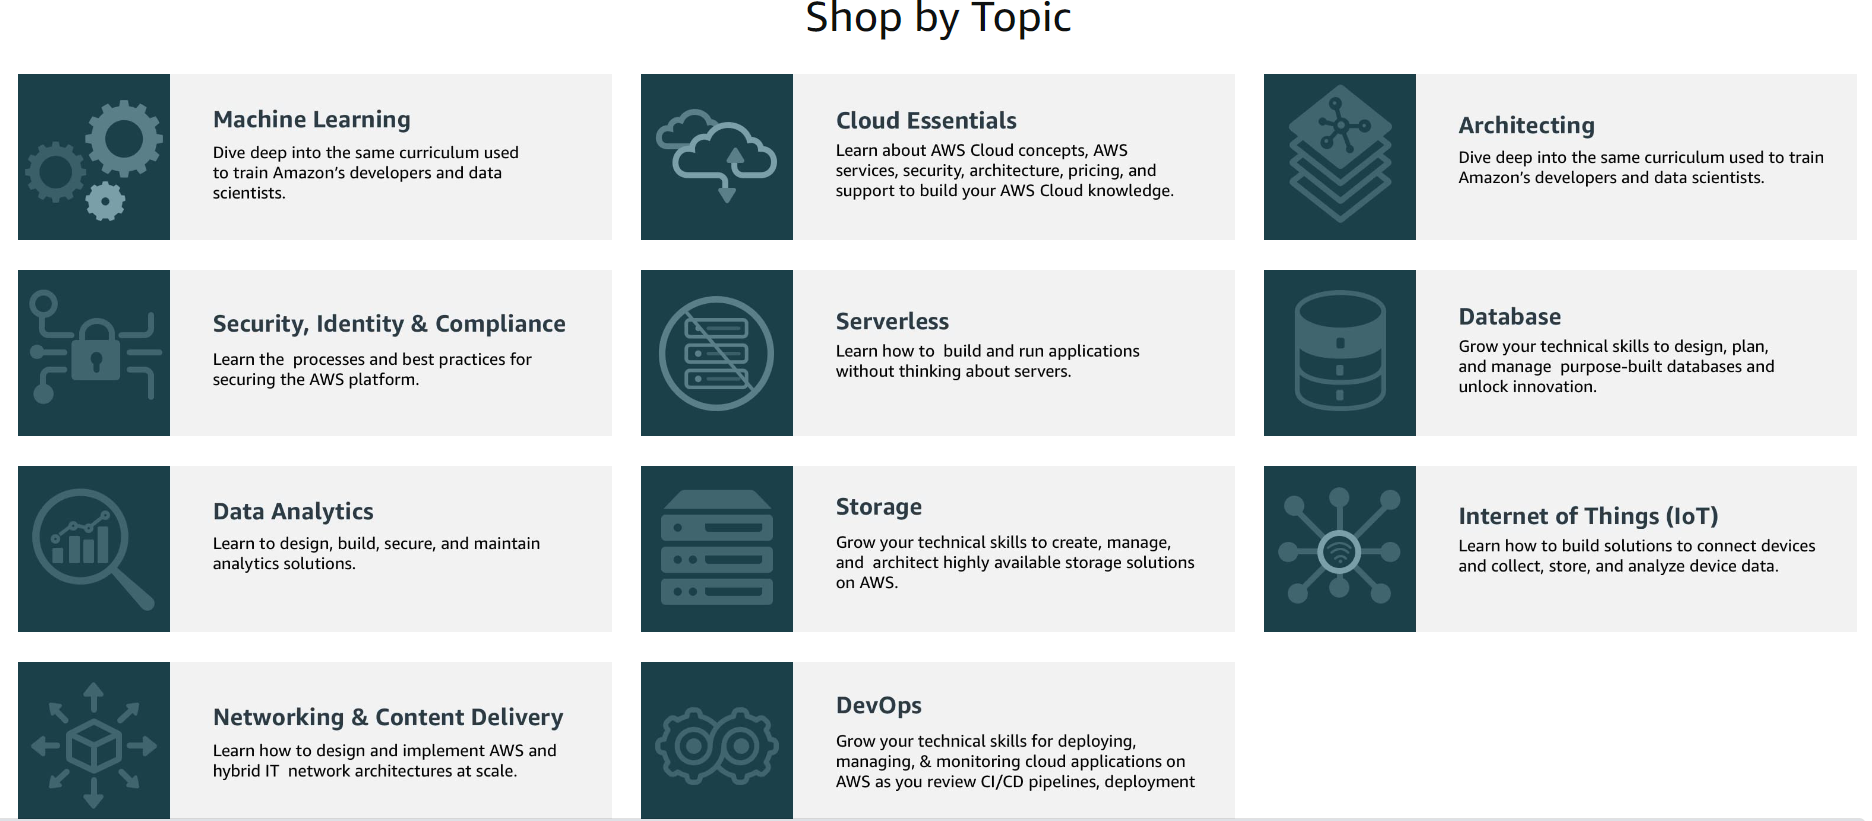 Shop by Topic
Machine Learning
Dive deep into the same curriculum used
to train Amazon’s developers and data
scientists.
Cloud Essentials
Learn about AWS Cloud concepts, AWS
services, security, architecture, pricing, and
support to build your AWS Cloud knowledge.
Architecting
Dive deep into the same curriculum used to train
Amazon’s developers and data scientists.
Security, Identity & Compliance
Learn the  processes and best practices for
securing the AWS platform.
Serverless
Learn how to  build and run applications
without thinking about servers.
Database
Grow your technical skills to design, plan,
and manage  purpose-built databases and
unlock innovation.
Data Analytics
Learn to design, build, secure, and maintain
analytics solutions.
Storage
Grow your technical skills to create, manage,
and  architect highly available storage solutions
on AWS.
Internet of Things (IoT)
Learn how to build solutions to connect devices
and collect, store, and analyze device data.
Networking & Content Delivery
Learn how to design and implement AWS and
hybrid IT  network architectures at scale.
DevOps
Grow your technical skills for deploying,
managing, & monitoring cloud applications on
AWS as you review CI/CD pipelines, deployment